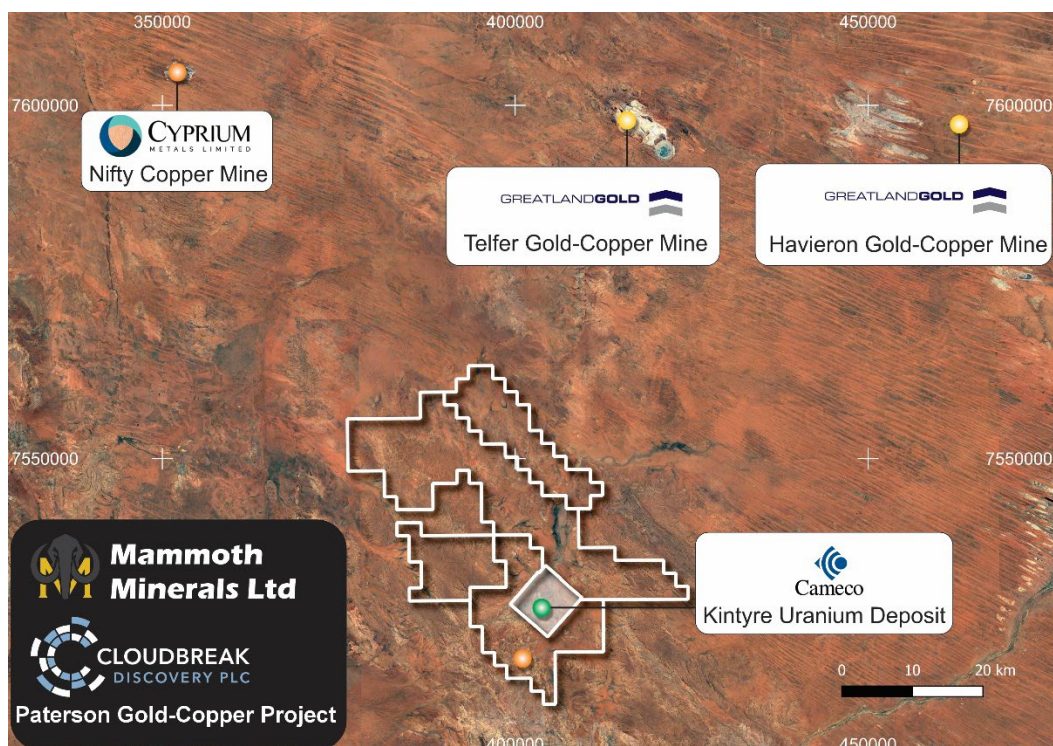 350000
400000
450000
7600000
7600000
CYPRIUM
METALS LIMITED
Nifty Copper Mine
GREATLANDGOLD
Telfer Gold-Copper Mine
GREATLANDGOLD
Havieron Gold-Copper Mine
7550000
7550000
Mammoth
Minerals Ltd
CLOUDBREAK
DISCOVERY PLC
Paterson Gold-Copper Project
Cameco
Kintyre Uranium Deposit
0 10 20 km
400000
450000